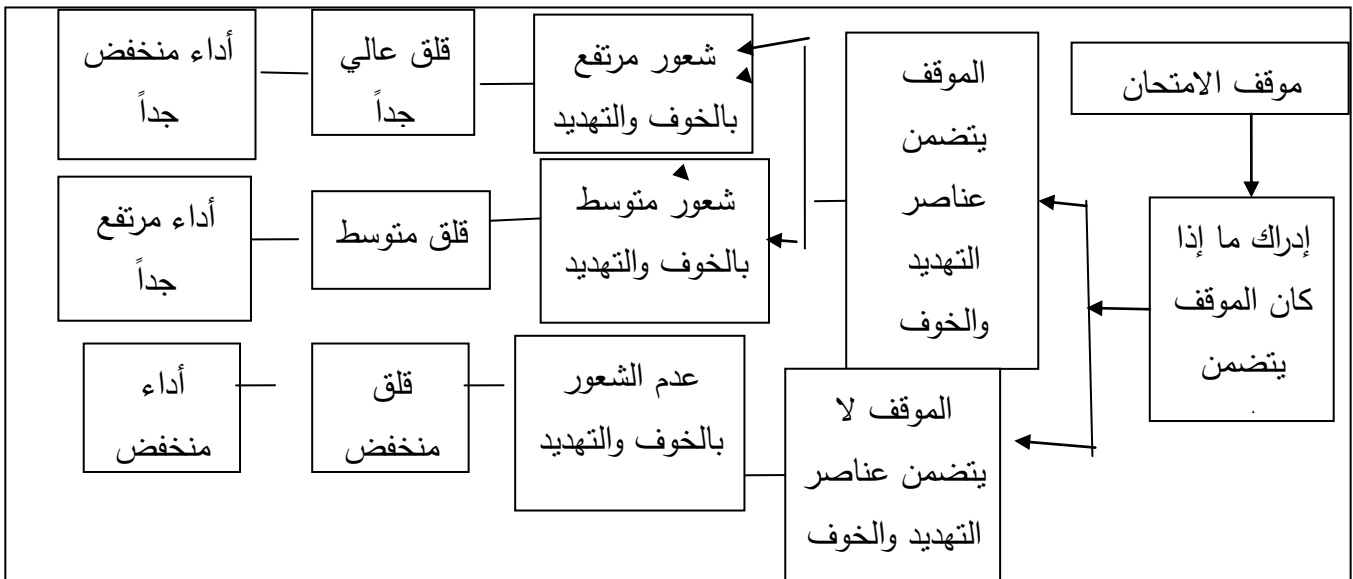 موقف الامتحان
إدراك ما إذا
كان الموقف
يتضمن
الموقف
يتضمن
عناصر
التهديد
والخوف
شعور مرتفع
بالخوف والتهديد
قلق عالي
جداً
أداء منخفض
جداً
شعور متوسط
بالخوف والتهديد
قلق متوسط
أداء مرتفع
جداً
الموقف لا
يتضمن عناصر
التهديد والخوف
عدم الشعور
بالخوف والتهديد
قلق
منخفض
أداء
منخفض